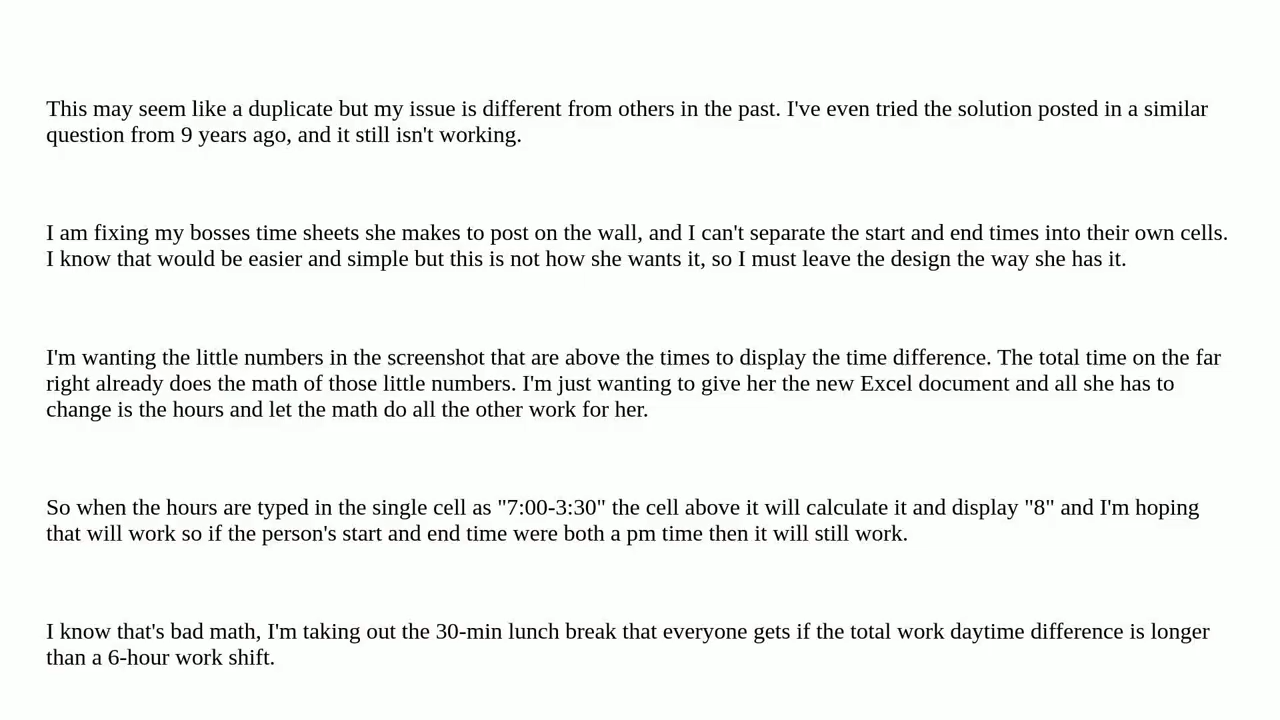 This may seem like a duplicate but my issue is different from others in the past. I've even tried the solution posted in a similar
question from 9 years ago, and it still isn't working.
I am fixing my bosses time sheets she makes to post on the wall, and I can't separate the start and end times into their own cells.
I know that would be easier and simple but this is not how she wants it, so I must leave the design the way she has it.
I'm wanting the little numbers in the screenshot that are above the times to display the time difference. The total time on the far
right already does the math of those little numbers. I'm just wanting to give her the new Excel document and all she has to
change is the hours and let the math do all the other work for her.
So when the hours are typed in the single cell as "7:00-3:30" the cell above it will calculate it and display "8" and I'm hoping
that will work so if the person's start and end time were both a pm time then it will still work.
I know that's bad math, I'm taking out the 30-min lunch break that everyone gets if the total work daytime difference is longer
than a 6-hour work shift.